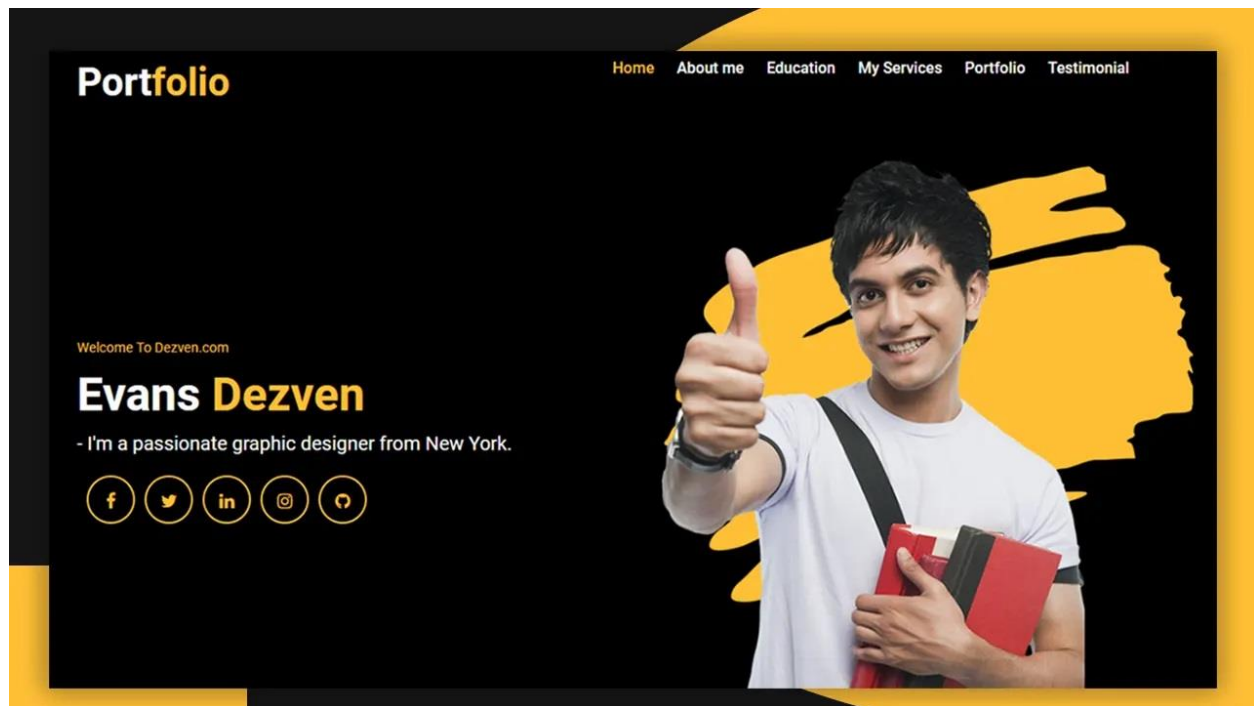 Portfolio
Home About me Education My Services Portfolio Testimonial
Welcome To Dezven.com
Evans Dezven
- I'm a passionate graphic designer from New York.
f in